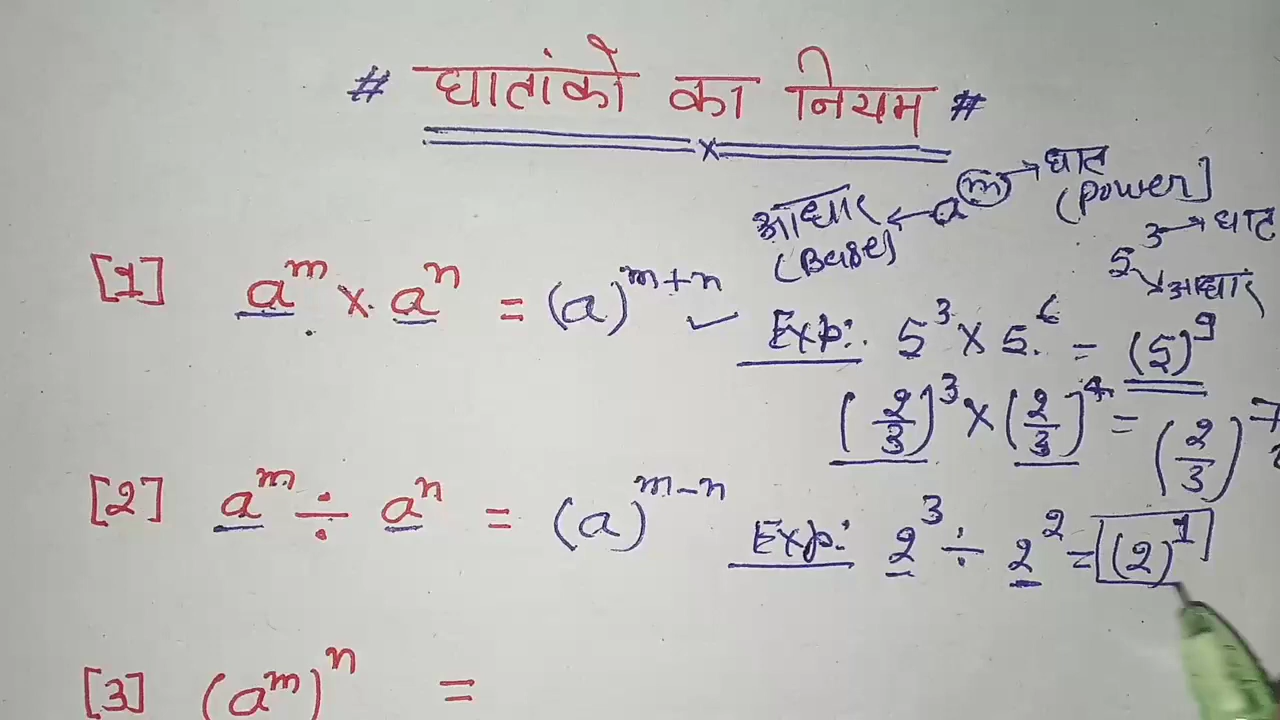 # घातांको का नियम #
आधार (Base) ← a^m → घात (Power)
5^3 → घात
→ आधार
[1] a^m × a^n = (a)^{m+n} ✓ Exp:. 5^3 × 5^6 = (5)^9
(2/3)^3 × (2/3)^4 = (2/3)^7
[2] a^m ÷ a^n = (a)^{m-n} Exp: 2^3 ÷ 2^2 = (2)^1
[3] (a^m)^n =